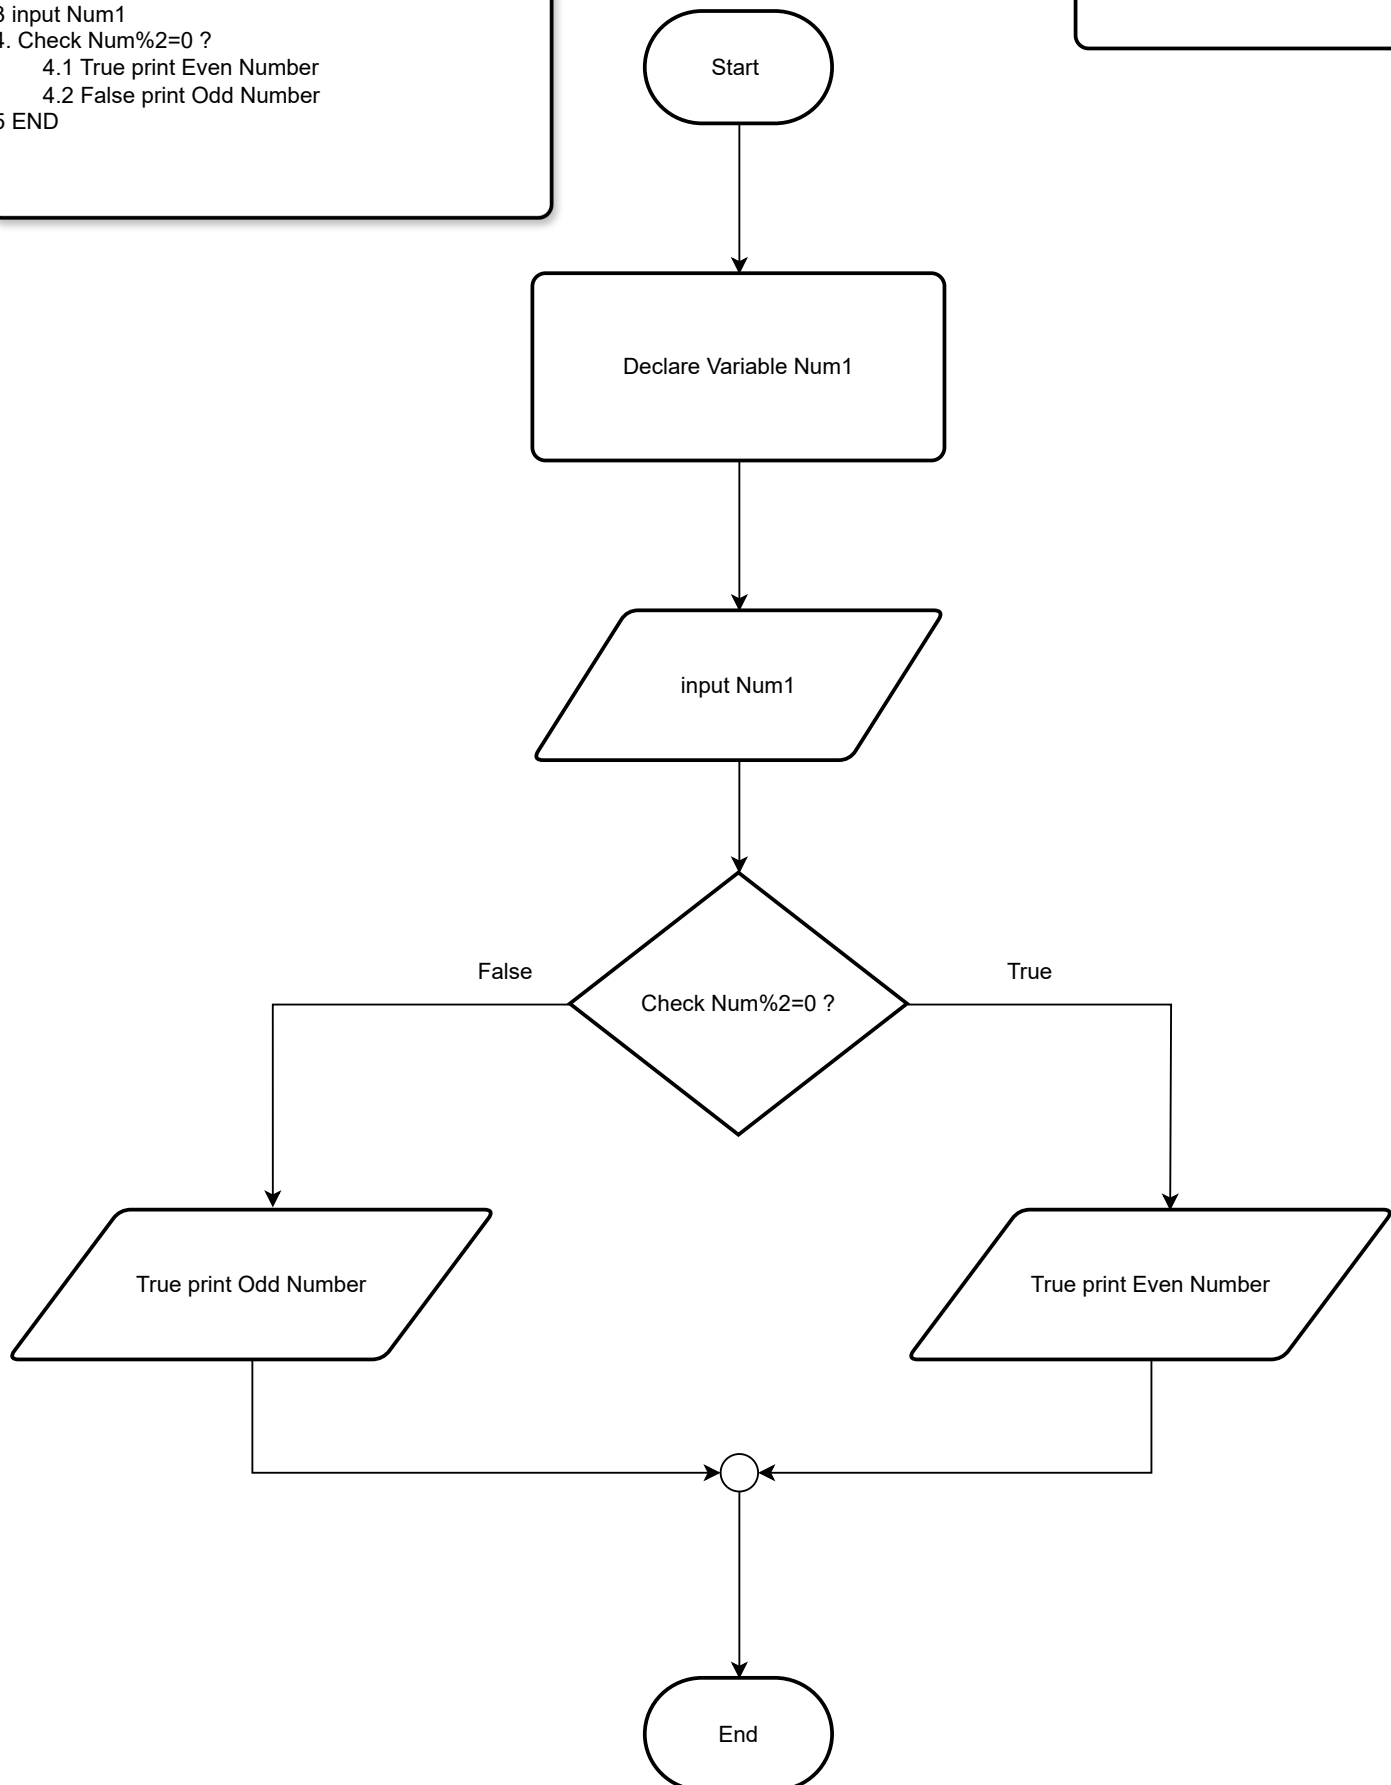 3 input Num1
4. Check Num%2=0 ?
4.1 True print Even Number
4.2 False print Odd Number
5 END
Start
Declare Variable Num1
input Num1
False
True
Check Num%2=0 ?
True print Odd Number
True print Even Number
End